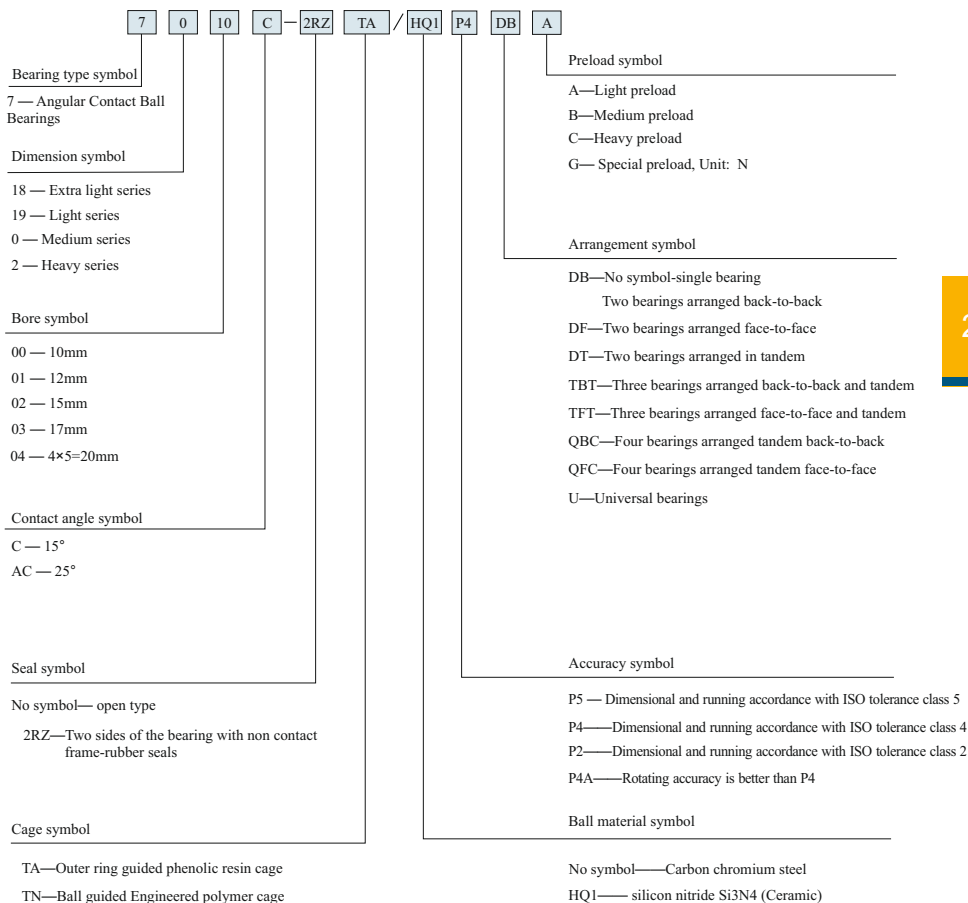 7 0 10 C — 2RZ TA / HQ1 P4 DB A
Bearing type symbol
7 — Angular Contact Ball
Bearings
Dimension symbol
18 — Extra light series
19 — Light series
0 — Medium series
2 — Heavy series
Bore symbol
00 — 10mm
01 — 12mm
02 — 15mm
03 — 17mm
04 — 4×5=20mm
Contact angle symbol
C — 15°
AC — 25°
Seal symbol
No symbol— open type
2RZ—Two sides of the bearing with non contact
frame-rubber seals
Cage symbol
TA—Outer ring guided phenolic resin cage
TN—Ball guided Engineered polymer cage
Preload symbol
A—Light preload
B—Medium preload
C—Heavy preload
G— Special preload, Unit: N
Arrangement symbol
DB—No symbol-single bearing
Two bearings arranged back-to-back
DF—Two bearings arranged face-to-face
DT—Two bearings arranged in tandem
TBT—Three bearings arranged back-to-back and tandem
TFT—Three bearings arranged face-to-face and tandem
QBC—Four bearings arranged tandem back-to-back
QFC—Four bearings arranged tandem face-to-face
U—Universal bearings
Accuracy symbol
P5 — Dimensional and running accordance with ISO tolerance class 5
P4——Dimensional and running accordance with ISO tolerance class 4
P2——Dimensional and running accordance with ISO tolerance class 2
P4A——Rotating accuracy is better than P4
Ball material symbol
No symbol——Carbon chromium steel
HQ1—— silicon nitride Si3N4 (Ceramic)